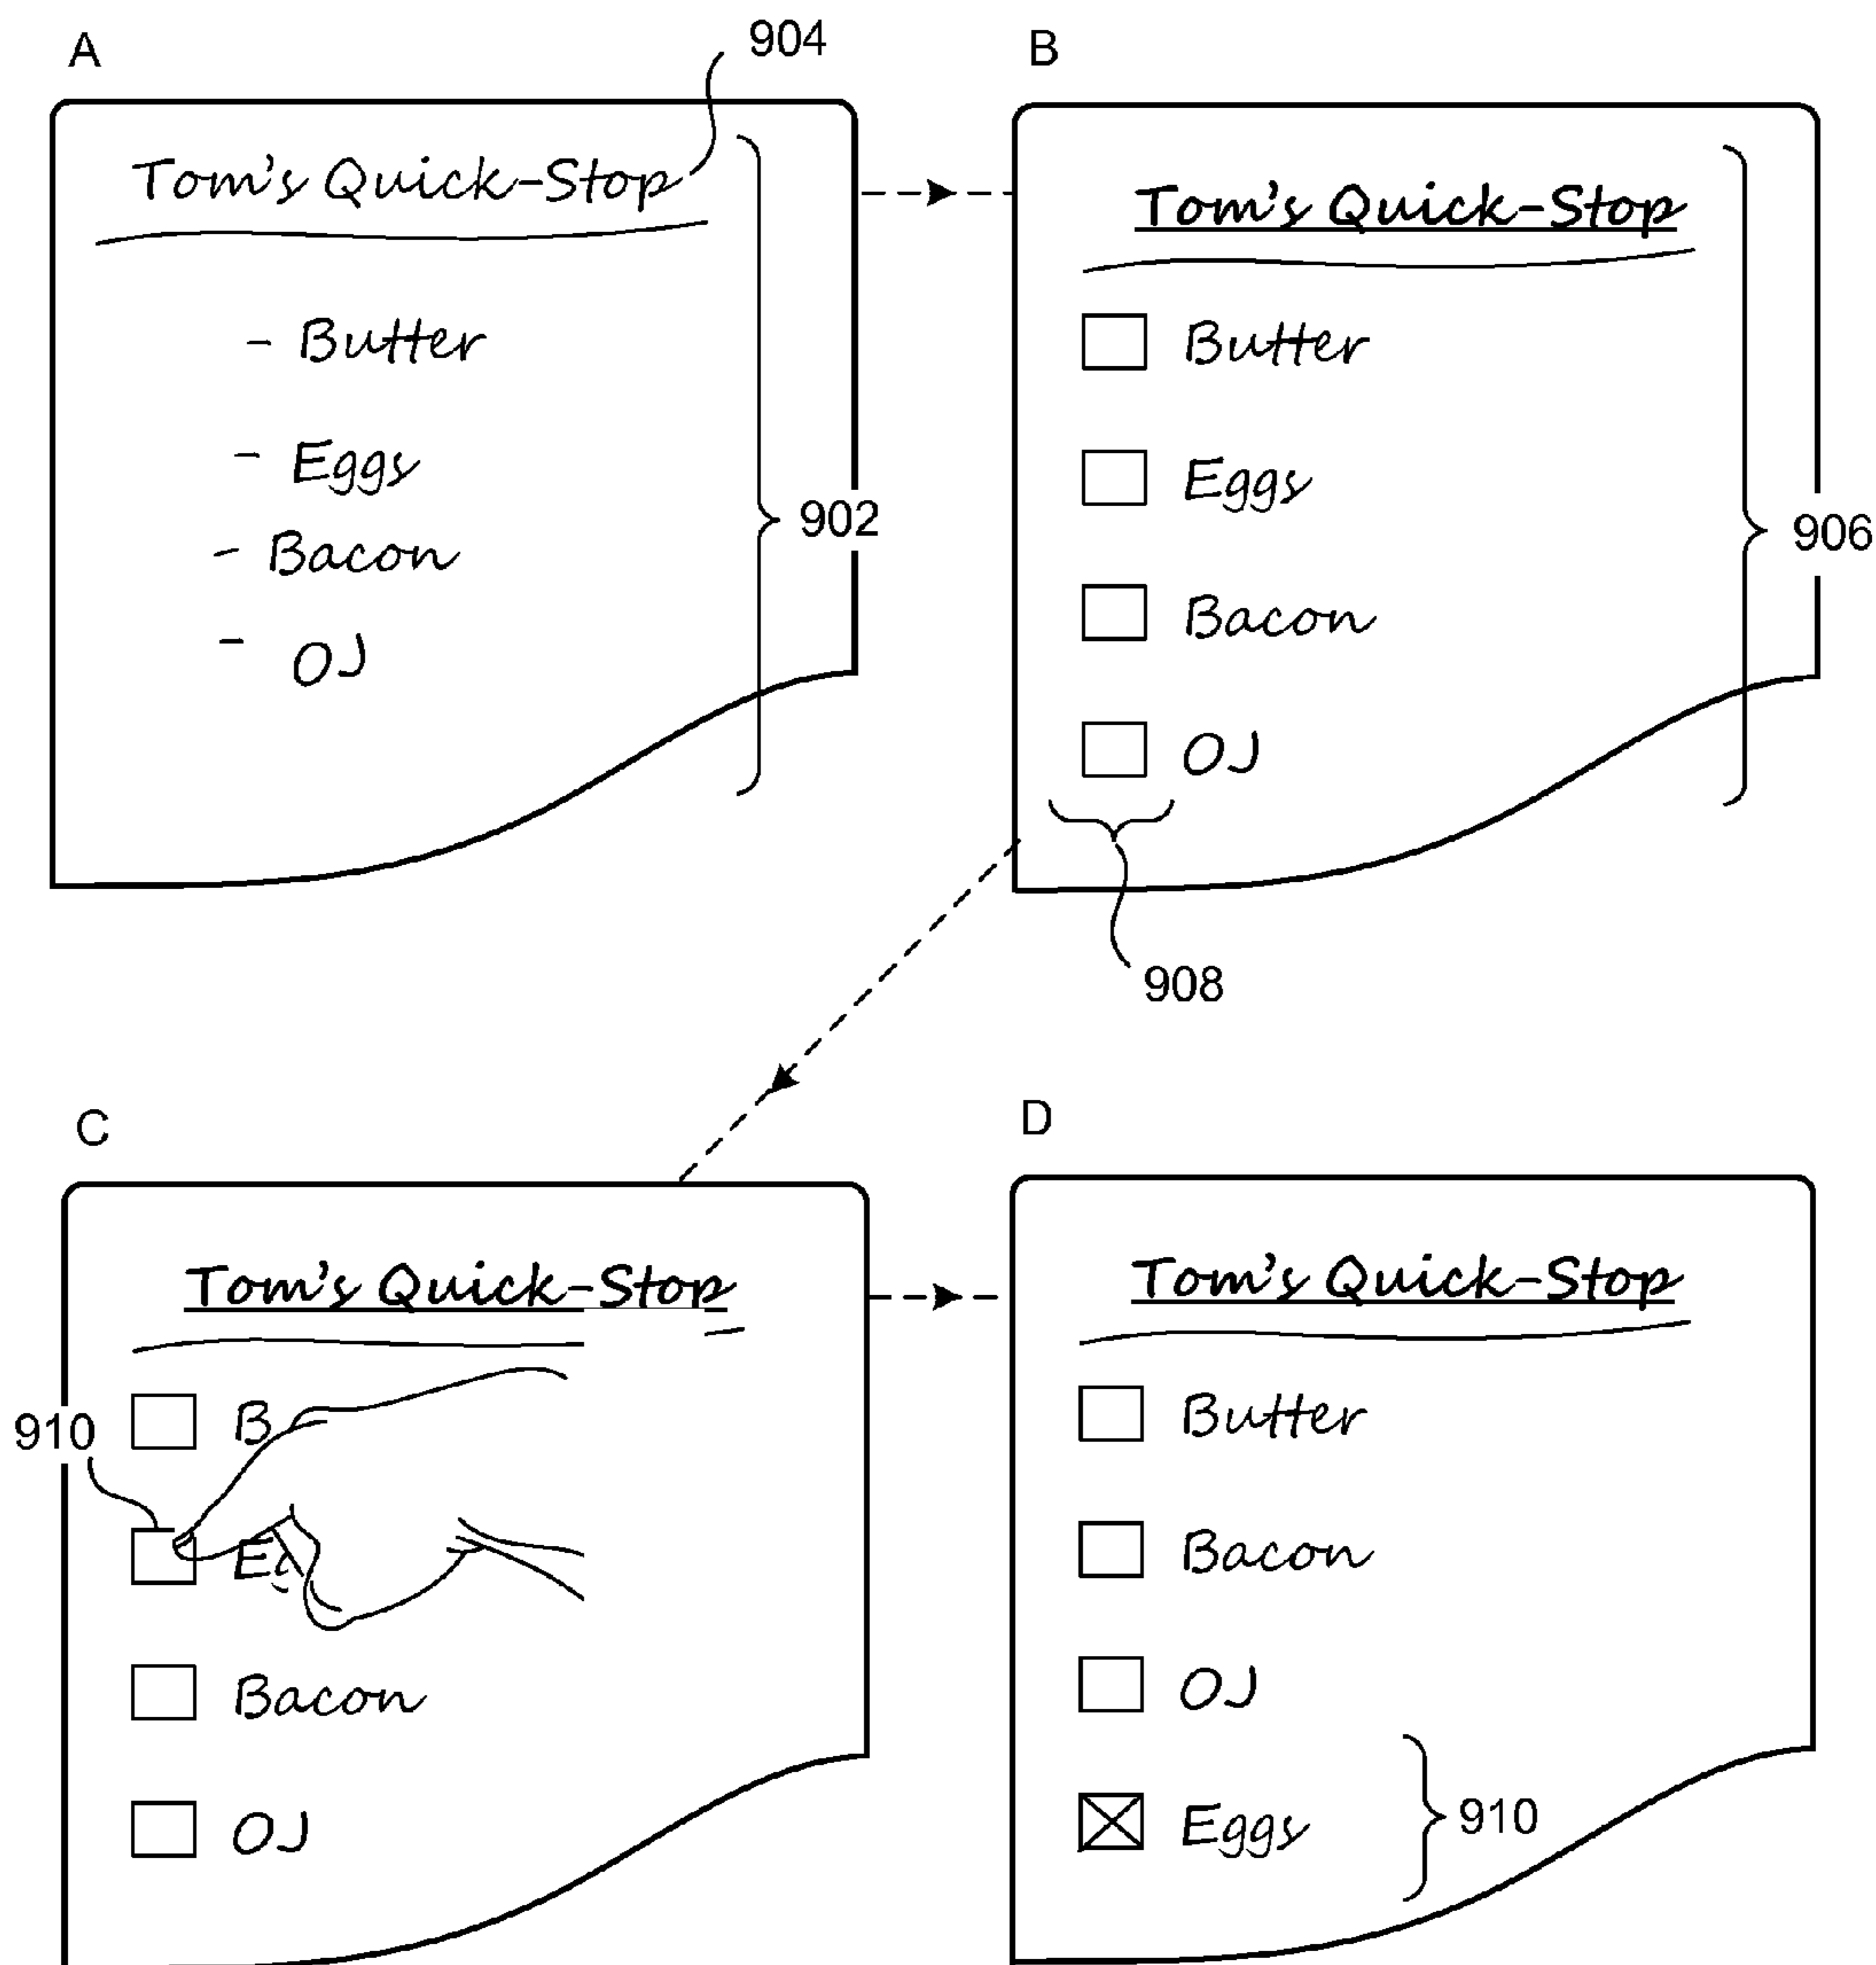 A
904
Tom's Quick-Stop
- Butter
- Eggs
- Bacon
- OJ
902
B
Tom's Quick-Stop
Butter
Eggs
Bacon
OJ
906
908
C
Tom's Quick-Stop
B
910
E
Bacon
OJ
D
Tom's Quick-Stop
Butter
Bacon
OJ
Eggs
910